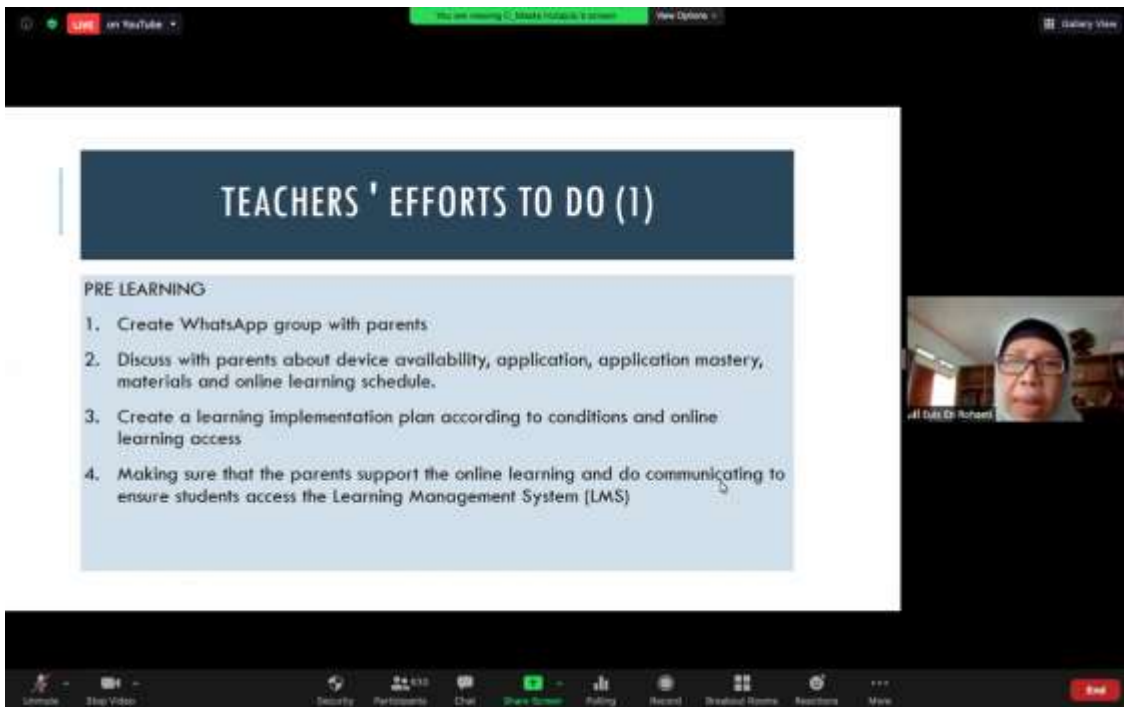 LIVE on YouTube
View Options
Gallery View
TEACHERS ' EFFORTS TO DO (1)
PRE LEARNING
1. Create WhatsApp group with parents
2. Discuss with parents about device availability, application, application mastery,
materials and online learning schedule.
3. Create a learning implementation plan according to conditions and online
learning access
4. Making sure that the parents support the online learning and do communicating to
ensure students access the Learning Management System (LMS)
Unmute Stop Video Security Participants Chat Share Screen Polling Record Breakout Rooms Reactions More End